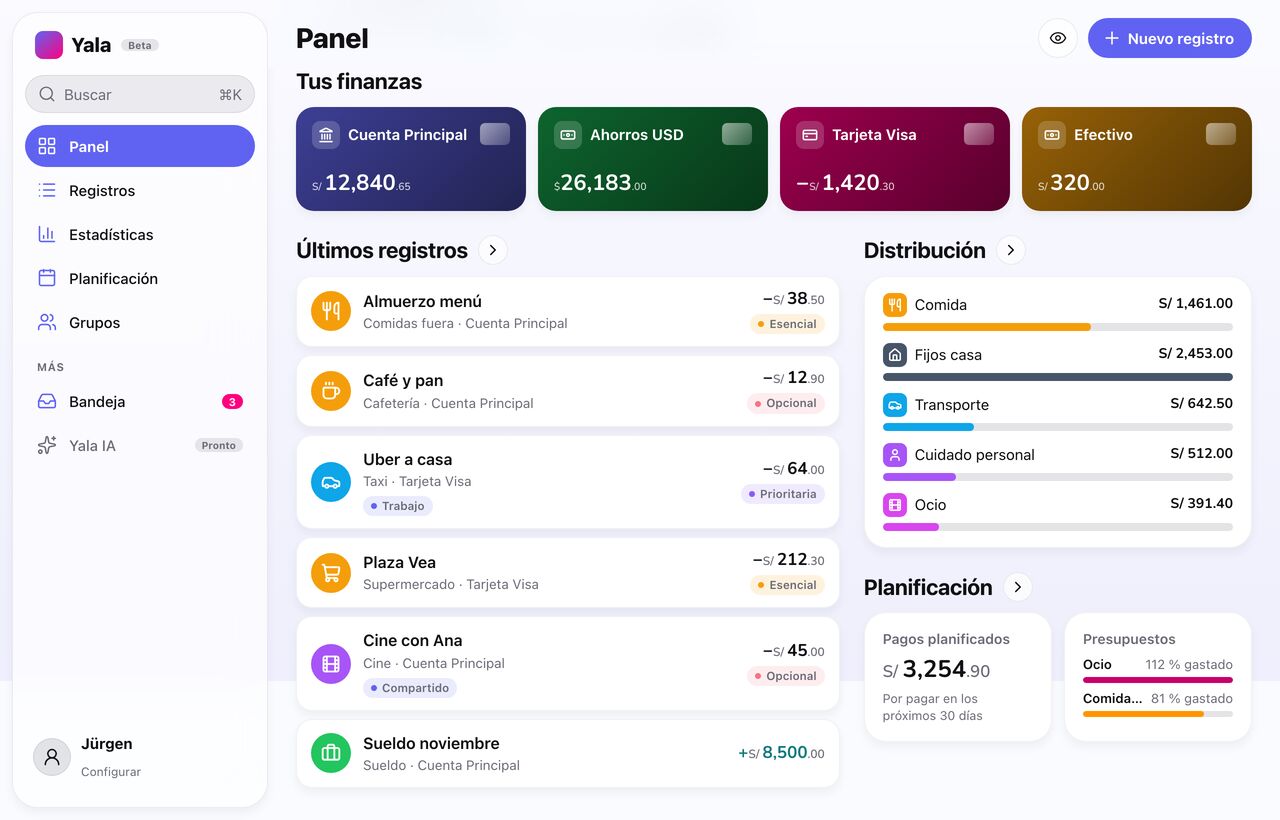 Yala Beta
Buscar ⌘K
Panel
Registros
Estadísticas
Planificación
Grupos
MÁS
Bandeja 3
Yala IA Pronto
Jürgen
Configurar
Panel
Nuevo registro
Tus finanzas
Cuenta Principal
S/ 12,840.65
Ahorros USD
$26,183.00
Tarjeta Visa
−S/ 1,420.30
Efectivo
S/ 320.00
Últimos registros
Almuerzo menú
Comidas fuera · Cuenta Principal
−S/ 38.50
Esencial
Café y pan
Cafetería · Cuenta Principal
−S/ 12.90
Opcional
Uber a casa
Taxi · Tarjeta Visa
Trabajo
−S/ 64.00
Prioritaria
Plaza Vea
Supermercado · Tarjeta Visa
−S/ 212.30
Esencial
Cine con Ana
Cine · Cuenta Principal
Compartido
−S/ 45.00
Opcional
Sueldo noviembre
Sueldo · Cuenta Principal
+S/ 8,500.00
Distribución
Comida S/ 1,461.00
Fijos casa S/ 2,453.00
Transporte S/ 642.50
Cuidado personal S/ 512.00
Ocio S/ 391.40
Planificación
Pagos planificados
S/ 3,254.90
Por pagar en los
próximos 30 días
Presupuestos
Ocio 112 % gastado
Comida... 81 % gastado